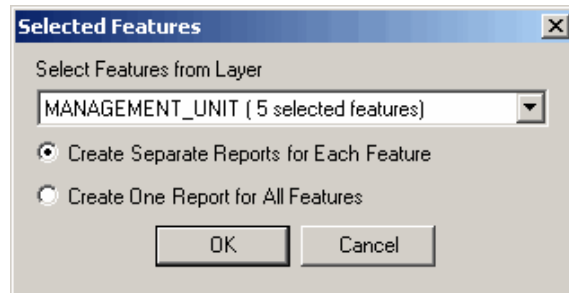 Selected Features
Select Features from Layer
MANAGEMENT_UNIT ( 5 selected features)
Create Separate Reports for Each Feature
Create One Report for All Features
OK Cancel